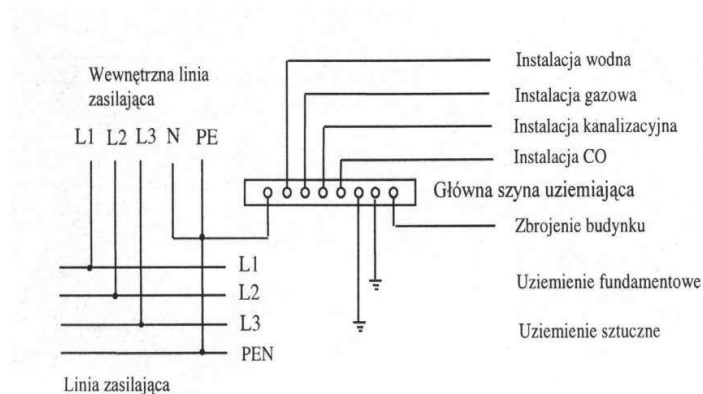 Wewnętrzna linia
zasilająca
L1 L2 L3 N PE
Instalacja wodna
Instalacja gazowa
Instalacja kanalizacyjna
Instalacja CO
Główna szyna uziemiająca
Zbrojenie budynku
L1
L2
L3
PEN
Uziemienie fundamentowe
Uziemienie sztuczne
Linia zasilająca